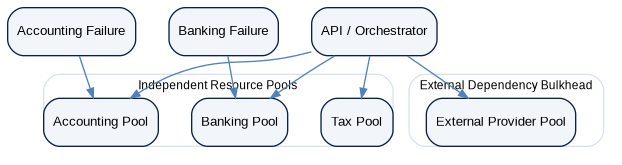 Accounting Failure
Banking Failure
API / Orchestrator
Independent Resource Pools
External Dependency Bulkhead
Accounting Pool
Banking Pool
Tax Pool
External Provider Pool